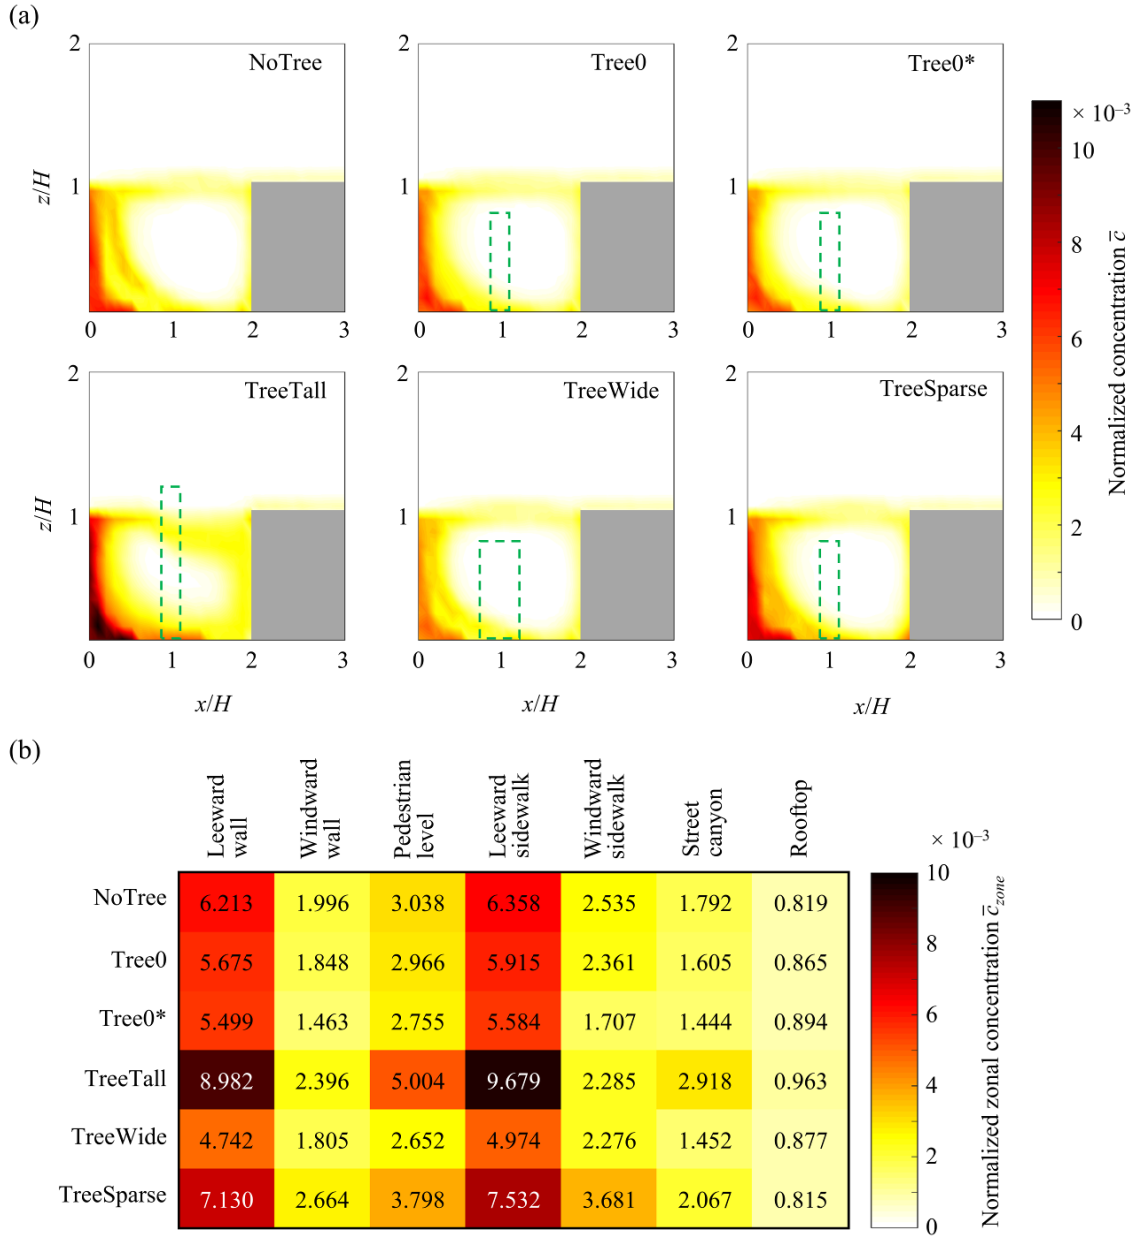 (a)
2
NoTree
1
z/H
0 1 2 3
2
Tree0
1
0 1 2 3
2
Tree0*
1
0 1 2 3
× 10⁻³
10
8
6
4
2
0
Normalized concentration c̄
2
TreeTall
1
z/H
0 1 2 3
x/H
2
TreeWide
1
0 1 2 3
x/H
2
TreeSparse
1
0 1 2 3
x/H
(b)
Leeward
wall
Windward
wall
Pedestrian
level
Leeward
sidewalk
Windward
sidewalk
Street
canyon
Rooftop
NoTree 6.213 1.996 3.038 6.358 2.535 1.792 0.819
Tree0 5.675 1.848 2.966 5.915 2.361 1.605 0.865
Tree0* 5.499 1.463 2.755 5.584 1.707 1.444 0.894
TreeTall 8.982 2.396 5.004 9.679 2.285 2.918 0.963
TreeWide 4.742 1.805 2.652 4.974 2.276 1.452 0.877
TreeSparse 7.130 2.664 3.798 7.532 3.681 2.067 0.815
× 10⁻³
10
8
6
4
2
0
Normalized zonal concentration c̄zone